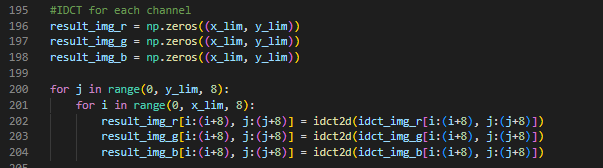 195 #IDCT for each channel
196 result_img_r = np.zeros((x_lim, y_lim))
197 result_img_g = np.zeros((x_lim, y_lim))
198 result_img_b = np.zeros((x_lim, y_lim))
199
200 for j in range(0, y_lim, 8):
201     for i in range(0, x_lim, 8):
202         result_img_r[i:(i+8), j:(j+8)] = idct2d(idct_img_r[i:(i+8), j:(j+8)])
203         result_img_g[i:(i+8), j:(j+8)] = idct2d(idct_img_g[i:(i+8), j:(j+8)])
204         result_img_b[i:(i+8), j:(j+8)] = idct2d(idct_img_b[i:(i+8), j:(j+8)])